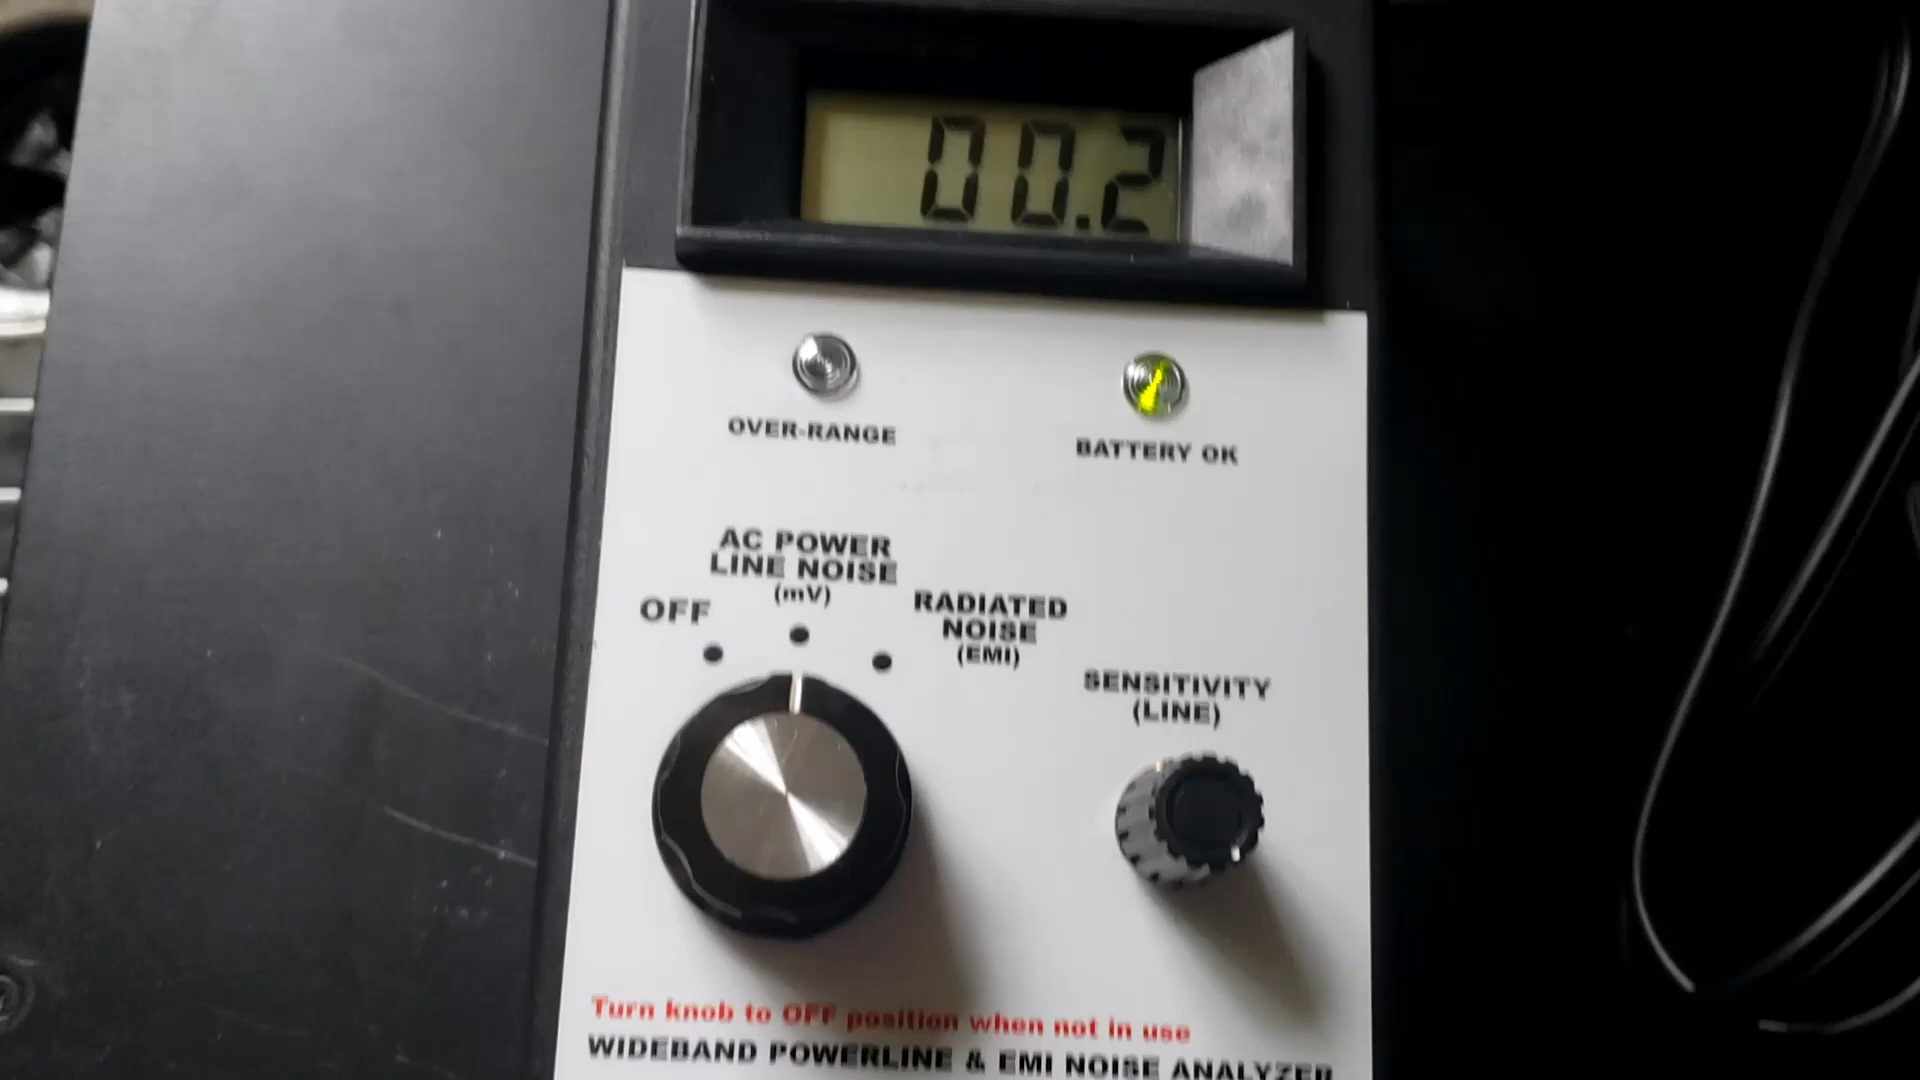 00.2
OVER-RANGE
BATTERY OK
AC POWER
LINE NOISE
(mV)
OFF
RADIATED
NOISE
(EMI)
SENSITIVITY
(LINE)
Turn knob to OFF position when not in use
WIDEBAND POWERLINE & EMI NOISE ANALYZER